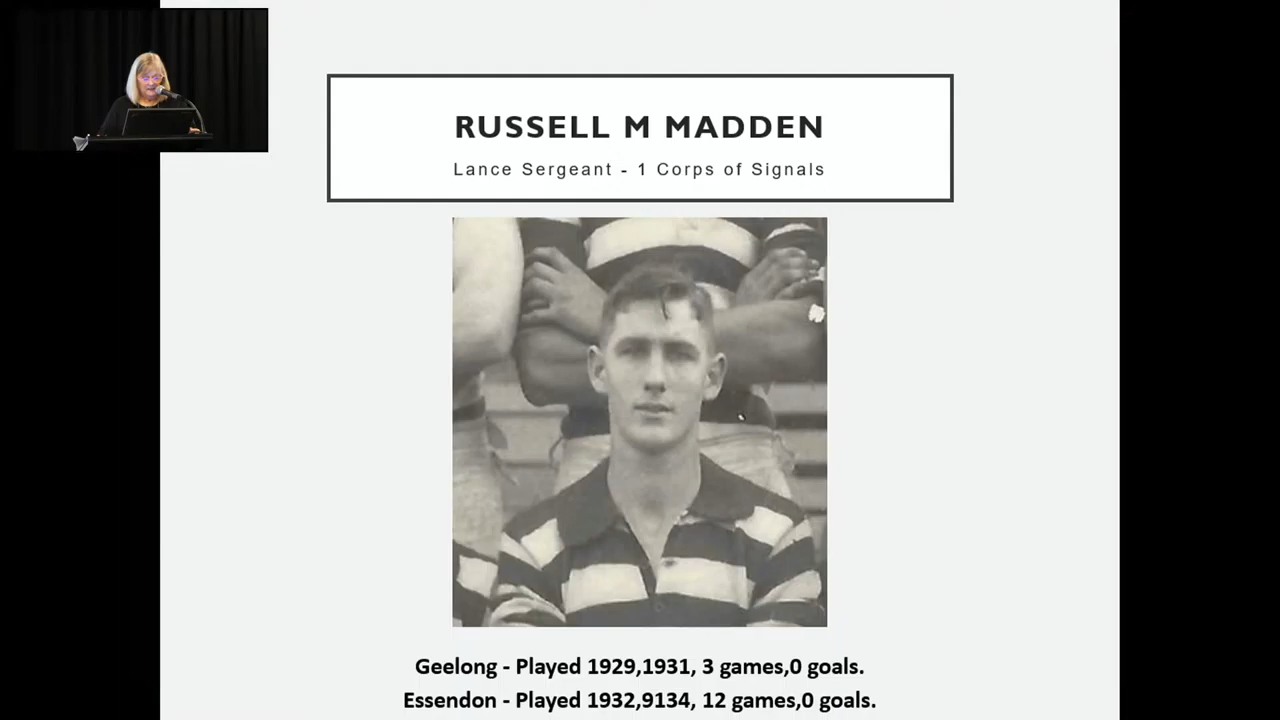 RUSSELL M MADDEN
Lance Sergeant - 1 Corps of Signals
Geelong - Played 1929,1931, 3 games,0 goals.
Essendon - Played 1932,9134, 12 games,0 goals.